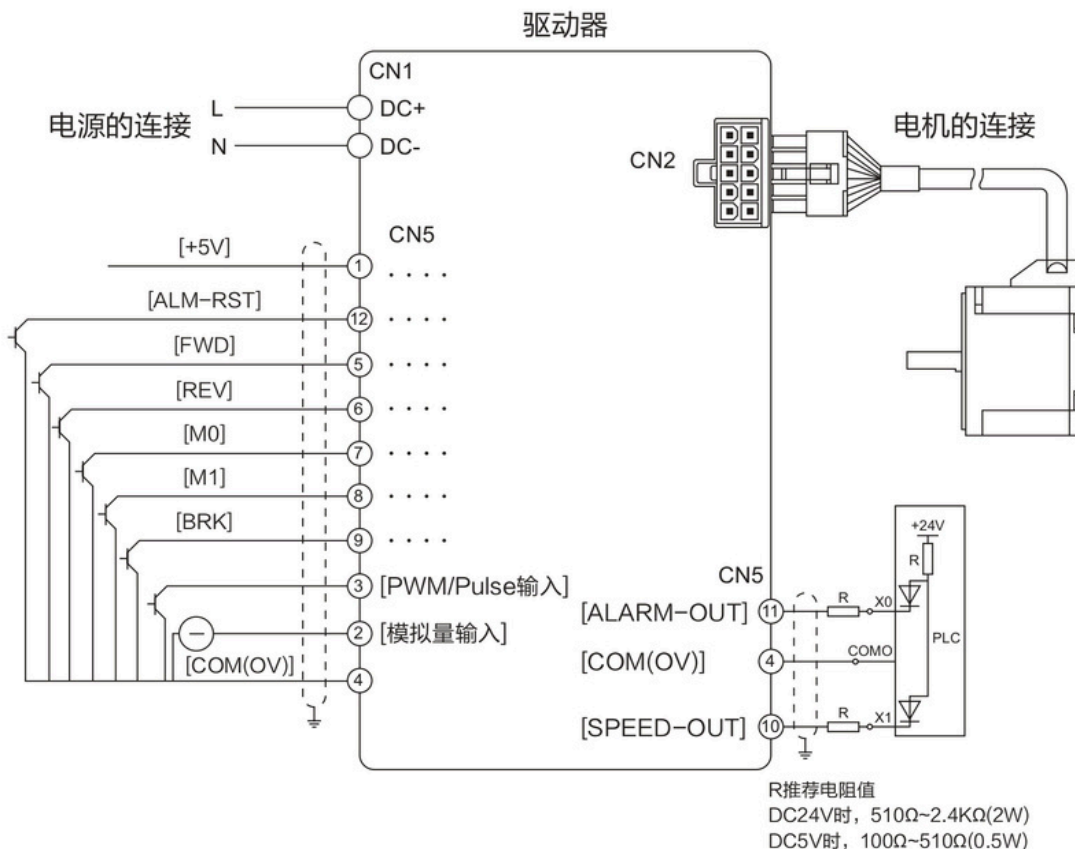 驱动器
CN1
电源的连接
L
DC+
N
DC-
CN2
电机的连接
CN5
[+5V]
1
[ALM-RST]
12
[FWD]
5
[REV]
6
[M0]
7
[M1]
8
[BRK]
9
3
[PWM/Pulse输入]
2
[模拟量输入]
[COM(OV)]
4
CN5
[ALARM-OUT]
11
R
X0
+24V
R
PLC
[COM(OV)]
4
COMO
[SPEED-OUT]
10
R
X1
R推荐电阻值
DC24V时，510Ω~2.4KΩ(2W)
DC5V时，100Ω~510Ω(0.5W)